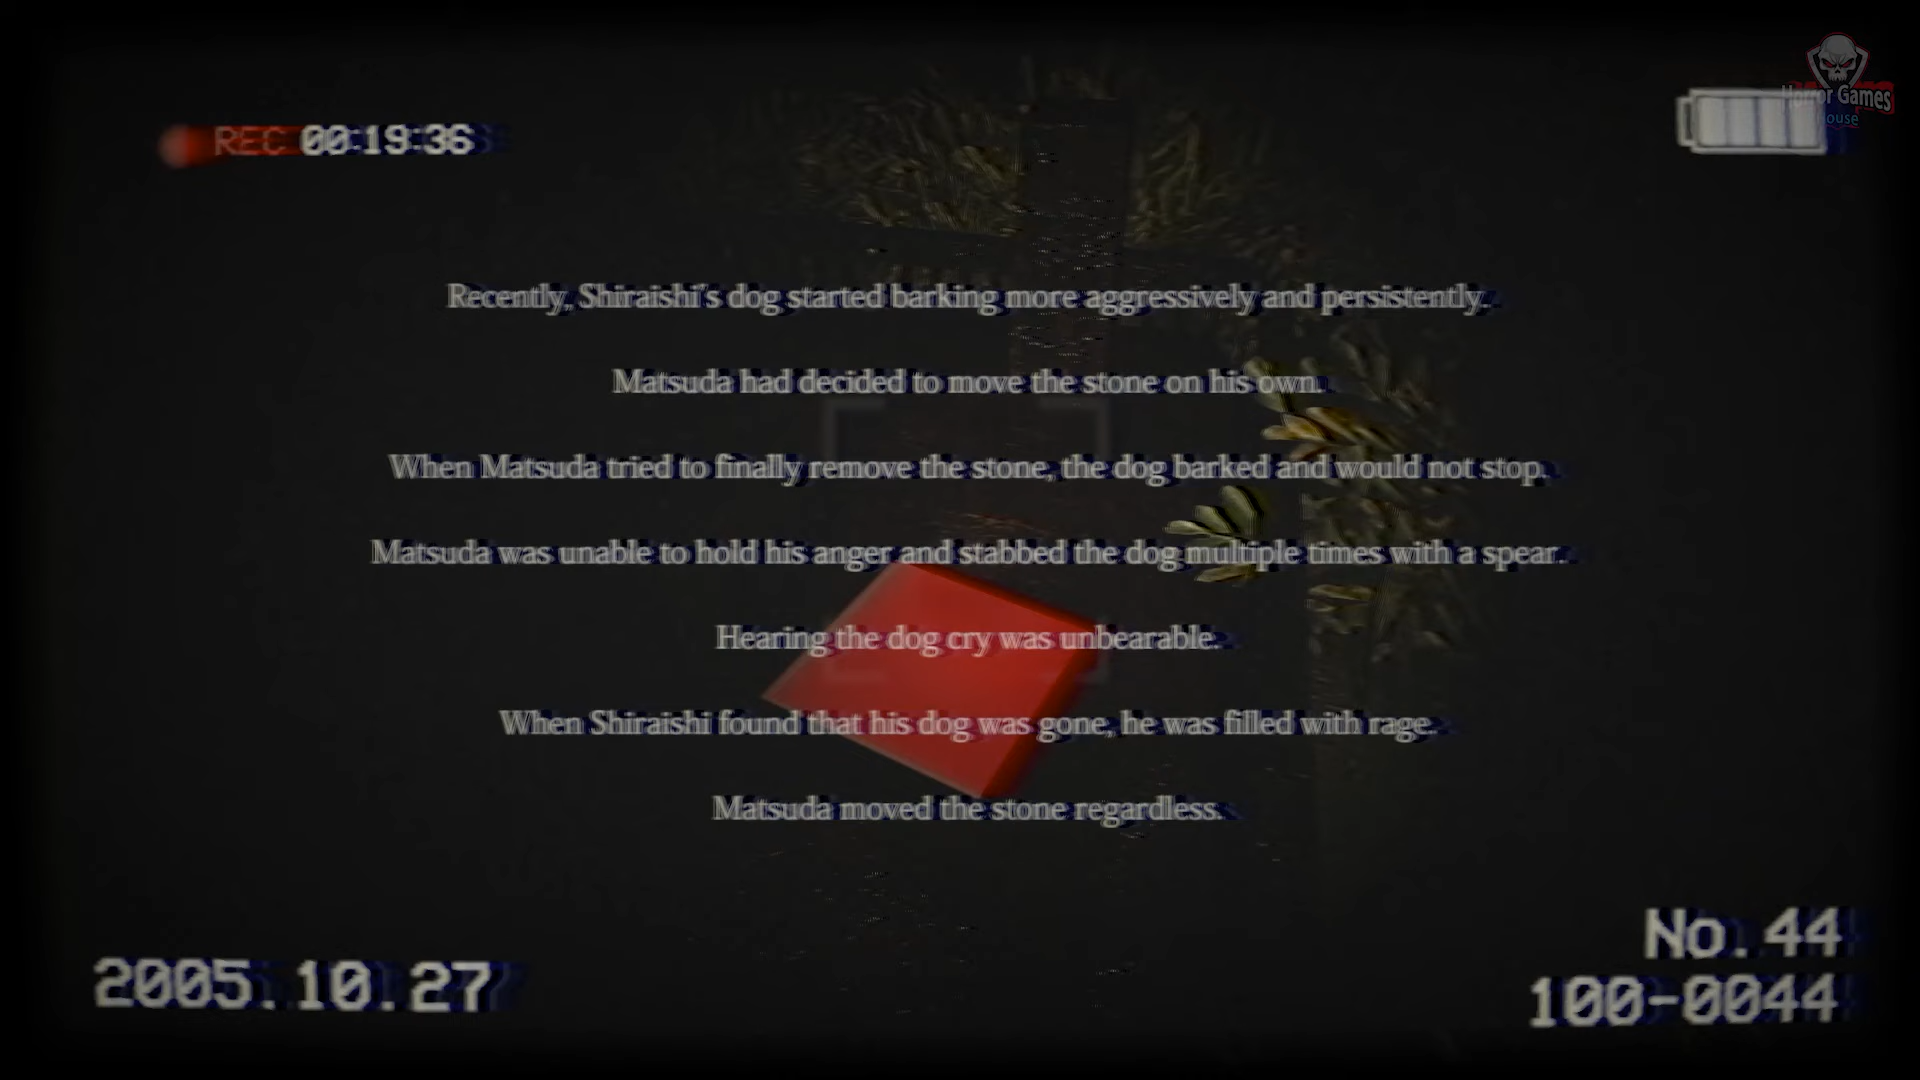 Horror Games
House
REC 00:19:36
Recently, Shiraishi's dog started barking more aggressively and persistently.
Matsuda had decided to move the stone on his own.
When Matsuda tried to finally remove the stone, the dog barked and would not stop.
Matsuda was unable to hold his anger and stabbed the dog multiple times with a spear.
Hearing the dog cry was unbearable.
When Shiraishi found that his dog was gone, he was filled with rage.
Matsuda moved the stone regardless.
No.44
2005.10.27
100-0044